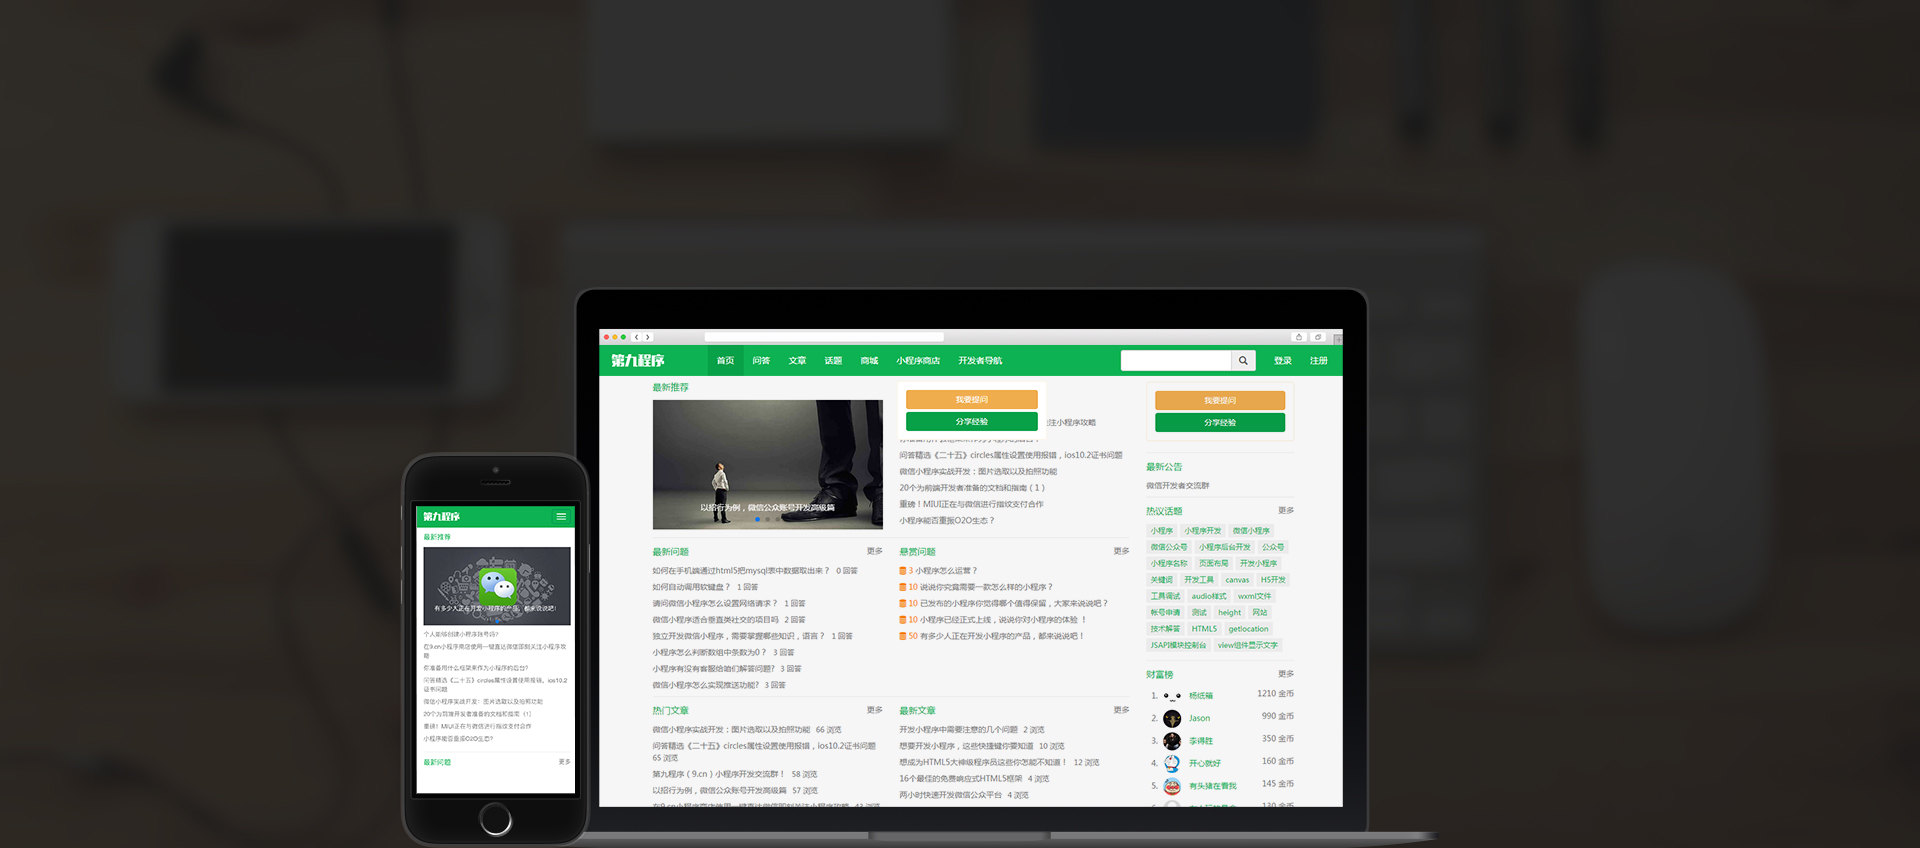 第九程序
首页
问答
文章
话题
商城
小程序商店
开发者导航
登录
注册
最新推荐
以招行为例，微信公众账号开发高级篇
我要提问
分享经验
注小程序攻略
问答精选《二十五》circles属性设置使用报错，ios10.2证书问题
微信小程序实战开发：图片选取以及拍照功能
20个为前端开发者准备的文档和指南（1）
重磅！MIUI正在与微信进行指纹支付合作
小程序能否重振O2O生态？
最新问题 更多
如何在手机端通过html5把mysql表中数据取出来？ 0 回答
如何自动调用软键盘？ 1 回答
请问微信小程序怎么设置网络请求？ 1 回答
微信小程序适合垂直类社交的项目吗 2 回答
独立开发微信小程序，需要掌握哪些知识，语言？ 1 回答
小程序怎么判断数组中条数为0？ 3 回答
小程序有没有客服给咱们解答问题? 3 回答
微信小程序怎么实现推送功能? 3 回答
悬赏问题 更多
3 小程序怎么运营？
10 说说你究竟需要一款怎么样的小程序？
10 已发布的小程序你觉得哪个值得保留，大家来说说吧？
10 小程序已经正式上线，说说你对小程序的体验 ！
50 有多少人正在开发小程序的产品，都来说说吧！
热门文章 更多
微信小程序实战开发：图片选取以及拍照功能 66 浏览
问答精选《二十五》circles属性设置使用报错，ios10.2证书问题
65 浏览
第九程序（9.cn）小程序开发交流群！ 58 浏览
以招行为例，微信公众账号开发高级篇 57 浏览
在9.cn小程序商店使用一键直达微信即刻关注小程序攻略 43 浏览
最新文章 更多
开发小程序中需要注意的几个问题 2 浏览
想要开发小程序，这些快捷键你要知道 10 浏览
想成为HTML5大神级程序员这些你怎能不知道！ 12 浏览
16个最佳的免费响应式HTML5框架 4 浏览
两小时快速开发微信公众平台 4 浏览
我要提问
分享经验
最新公告
微信开发者交流群
热议话题 更多
小程序 小程序开发 微信小程序
微信公众号 小程序后台开发 公众号
小程序名称 页面布局 开发小程序
关键词 开发工具 canvas H5开发
工具调试 audio样式 wxml文件
帐号申请 测试 height 网站
技术解答 HTML5 getlocation
JSAPI模块控制台 view组件显示文字
财富榜 更多
1. 杨纸箱 1210 金币
2. Jason 990 金币
3. 李得胜 350 金币
4. 开心就好 160 金币
5. 有头猪在看我 145 金币
130 金币
第九程序
最新推荐
有多少人正在开发小程序的产品，都来说说吧!
个人能够创建小程序账号吗?
在9.cn小程序商店使用一键直达微信即刻关注小程序攻
略
你准备用什么框架来作为小程序的后台?
问答精选《二十五》circles属性设置使用报错，ios10.2
证书问题
微信小程序实战开发：图片选取以及拍照功能
20个为前端开发者准备的文档和指南（1）
重磅！MIUI正在与微信进行指纹支付合作
小程序能否重振O2O生态?
最新问题 更多